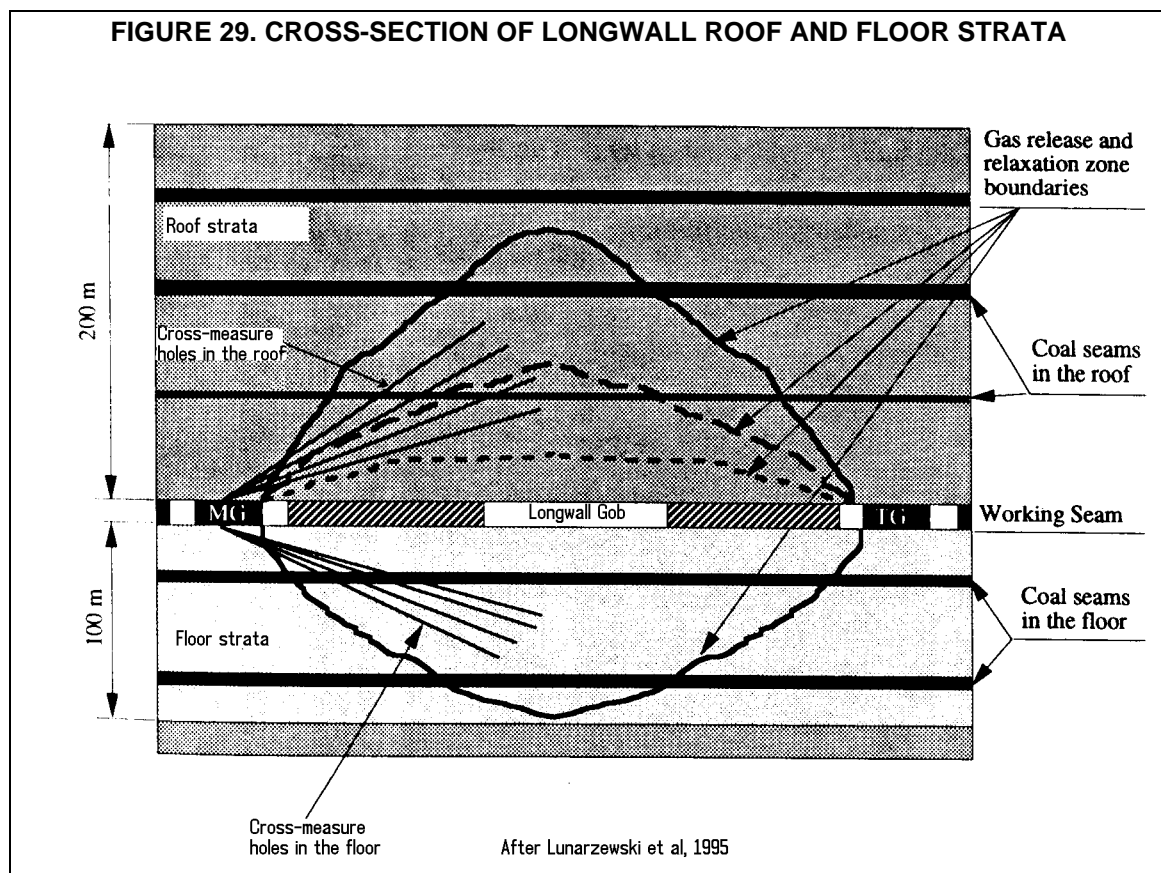 FIGURE 29. CROSS-SECTION OF LONGWALL ROOF AND FLOOR STRATA
Gas release and
relaxation zone
boundaries
Roof strata
200 m
Cross-measure
holes in the roof
Coal seams
in the roof
MG
Longwall Gob
TG
Working Seam
100 m
Floor strata
Coal seams
in the floor
Cross-measure
holes in the floor
After Lunarzewski et al, 1995